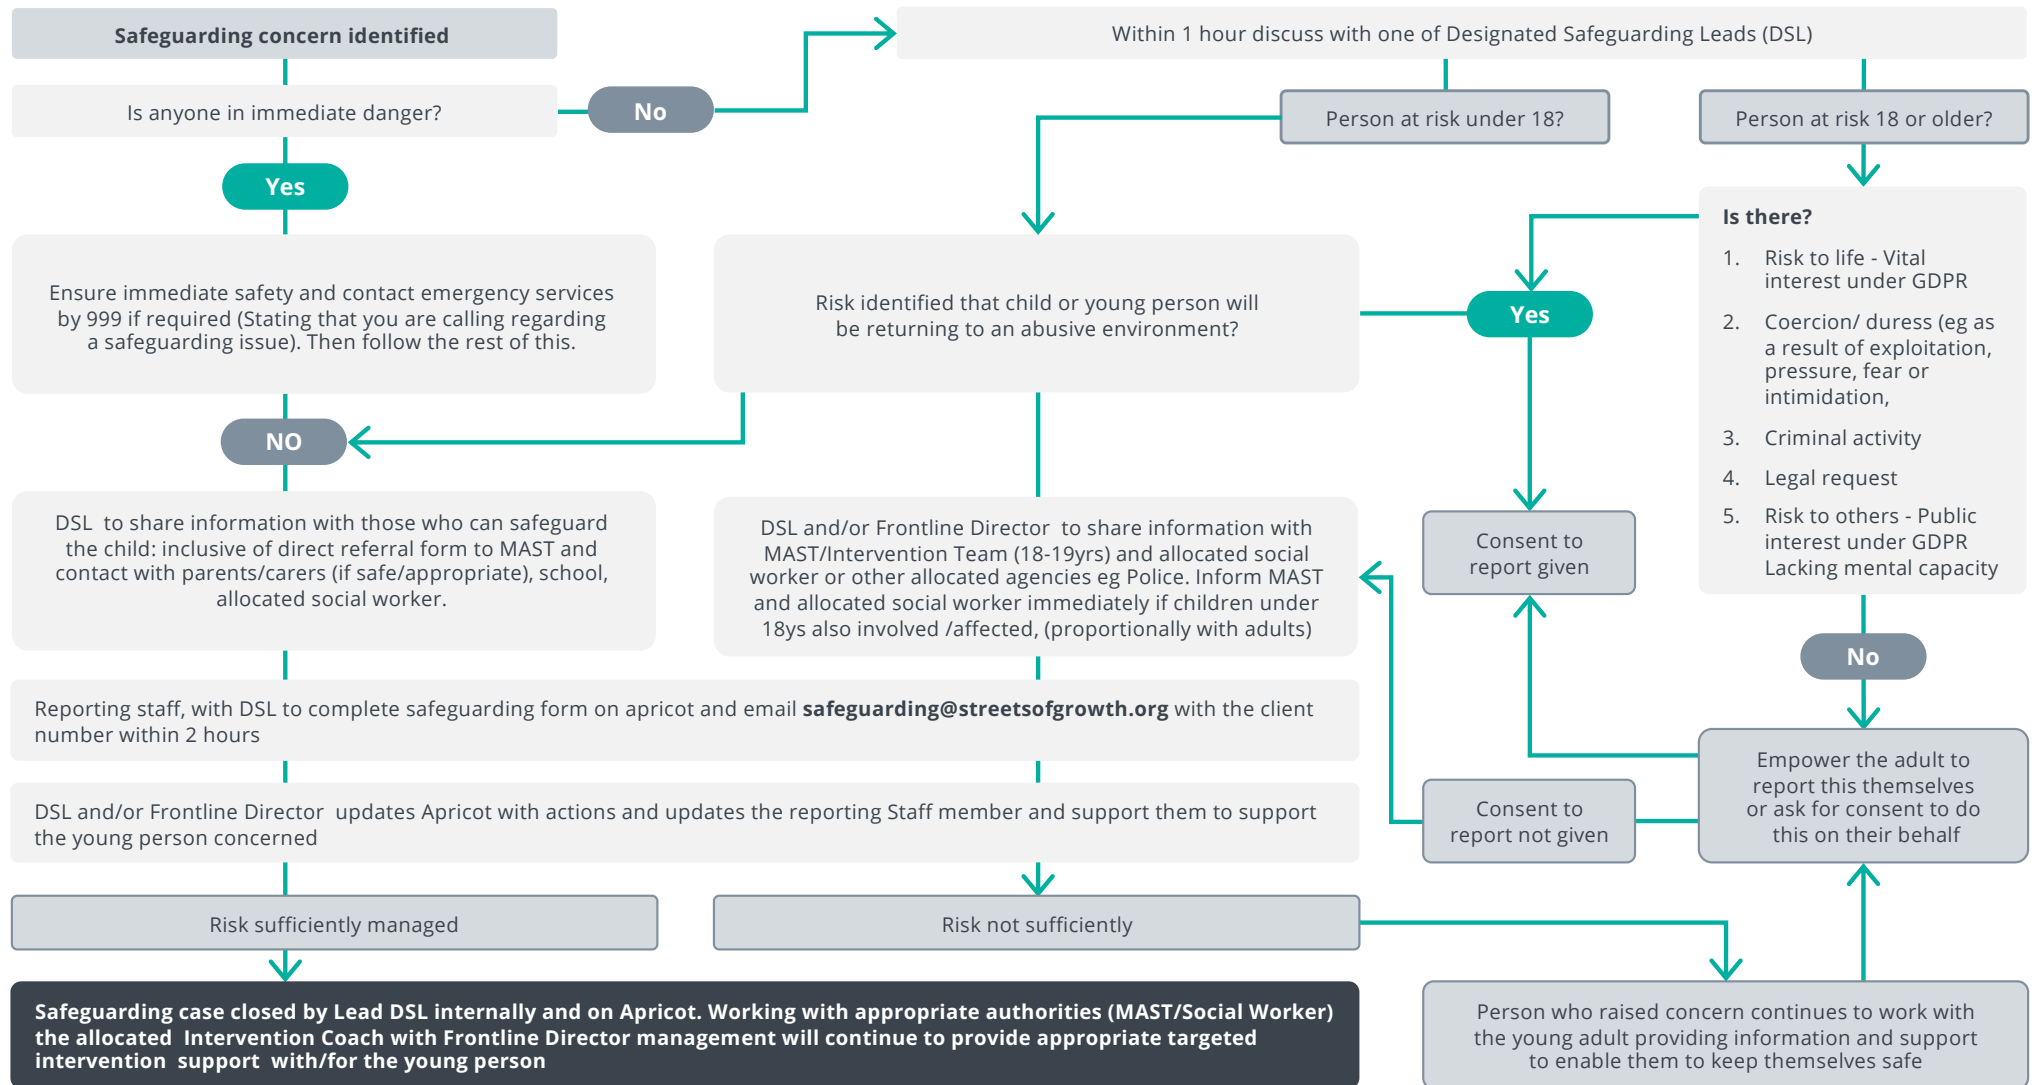 Safeguarding concern identified
Is anyone in immediate danger?
No
Yes
Within 1 hour discuss with one of Designated Safeguarding Leads (DSL)
Person at risk under 18?
Person at risk 18 or older?
Ensure immediate safety and contact emergency services
by 999 if required (Stating that you are calling regarding
a safeguarding issue). Then follow the rest of this.
Risk identified that child or young person will
be returning to an abusive environment?
Yes
Is there?
1. Risk to life - Vital
interest under GDPR
2. Coercion/ duress (eg as
a result of exploitation,
pressure, fear or
intimidation,
3. Criminal activity
4. Legal request
5. Risk to others - Public
interest under GDPR
Lacking mental capacity
NO
DSL to share information with those who can safeguard
the child: inclusive of direct referral form to MAST and
contact with parents/carers (if safe/appropriate), school,
allocated social worker.
DSL and/or Frontline Director to share information with
MAST/Intervention Team (18-19yrs) and allocated social
worker or other allocated agencies eg Police. Inform MAST
and allocated social worker immediately if children under
18ys also involved /affected, (proportionally with adults)
Consent to
report given
No
Reporting staff, with DSL to complete safeguarding form on apricot and email safeguarding@streetsofgrowth.org with the client
number within 2 hours
Empower the adult to
report this themselves
or ask for consent to do
this on their behalf
Consent to
report not given
DSL and/or Frontline Director updates Apricot with actions and updates the reporting Staff member and support them to support
the young person concerned
Risk sufficiently managed
Risk not sufficiently
Safeguarding case closed by Lead DSL internally and on Apricot. Working with appropriate authorities (MAST/Social Worker)
the allocated Intervention Coach with Frontline Director management will continue to provide appropriate targeted
intervention support with/for the young person
Person who raised concern continues to work with
the young adult providing information and support
to enable them to keep themselves safe